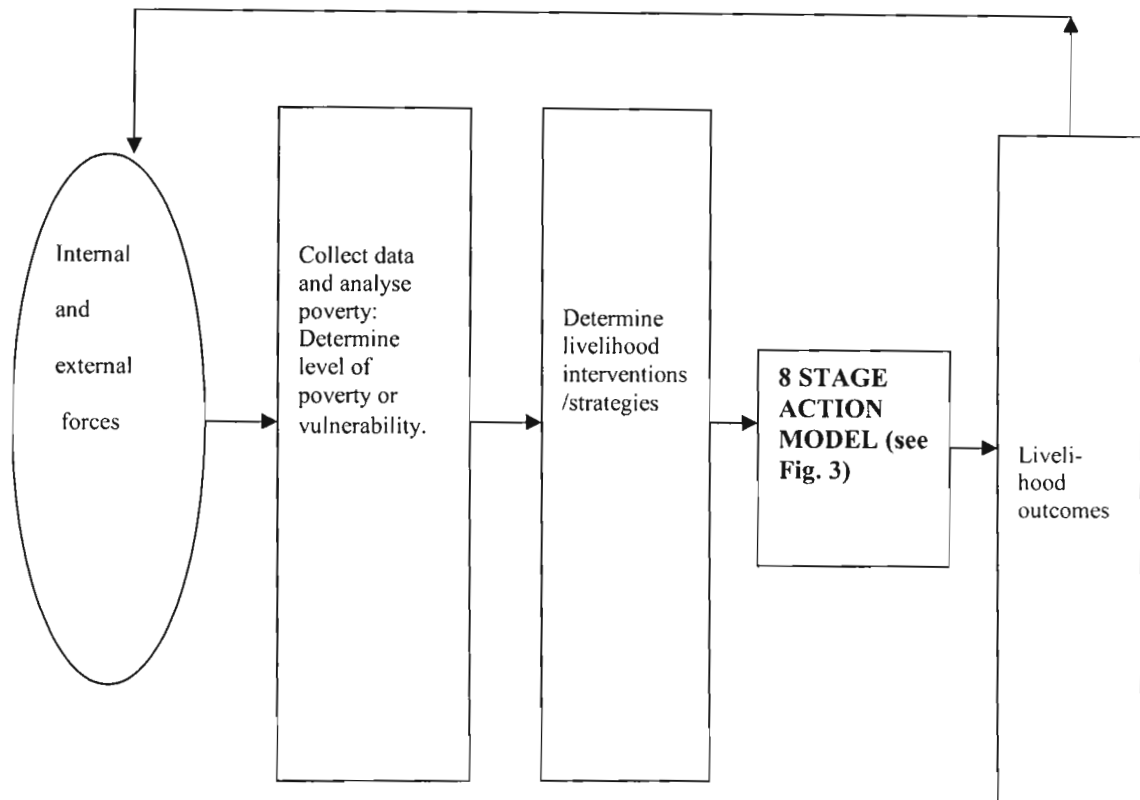 Internal
and
external
forces
Collect data
and analyse
poverty:
Determine
level of
poverty or
vulnerability.
Determine
livelihood
interventions
/strategies
8 STAGE
ACTION
MODEL (see
Fig. 3)
Liveli-
hood
outcomes